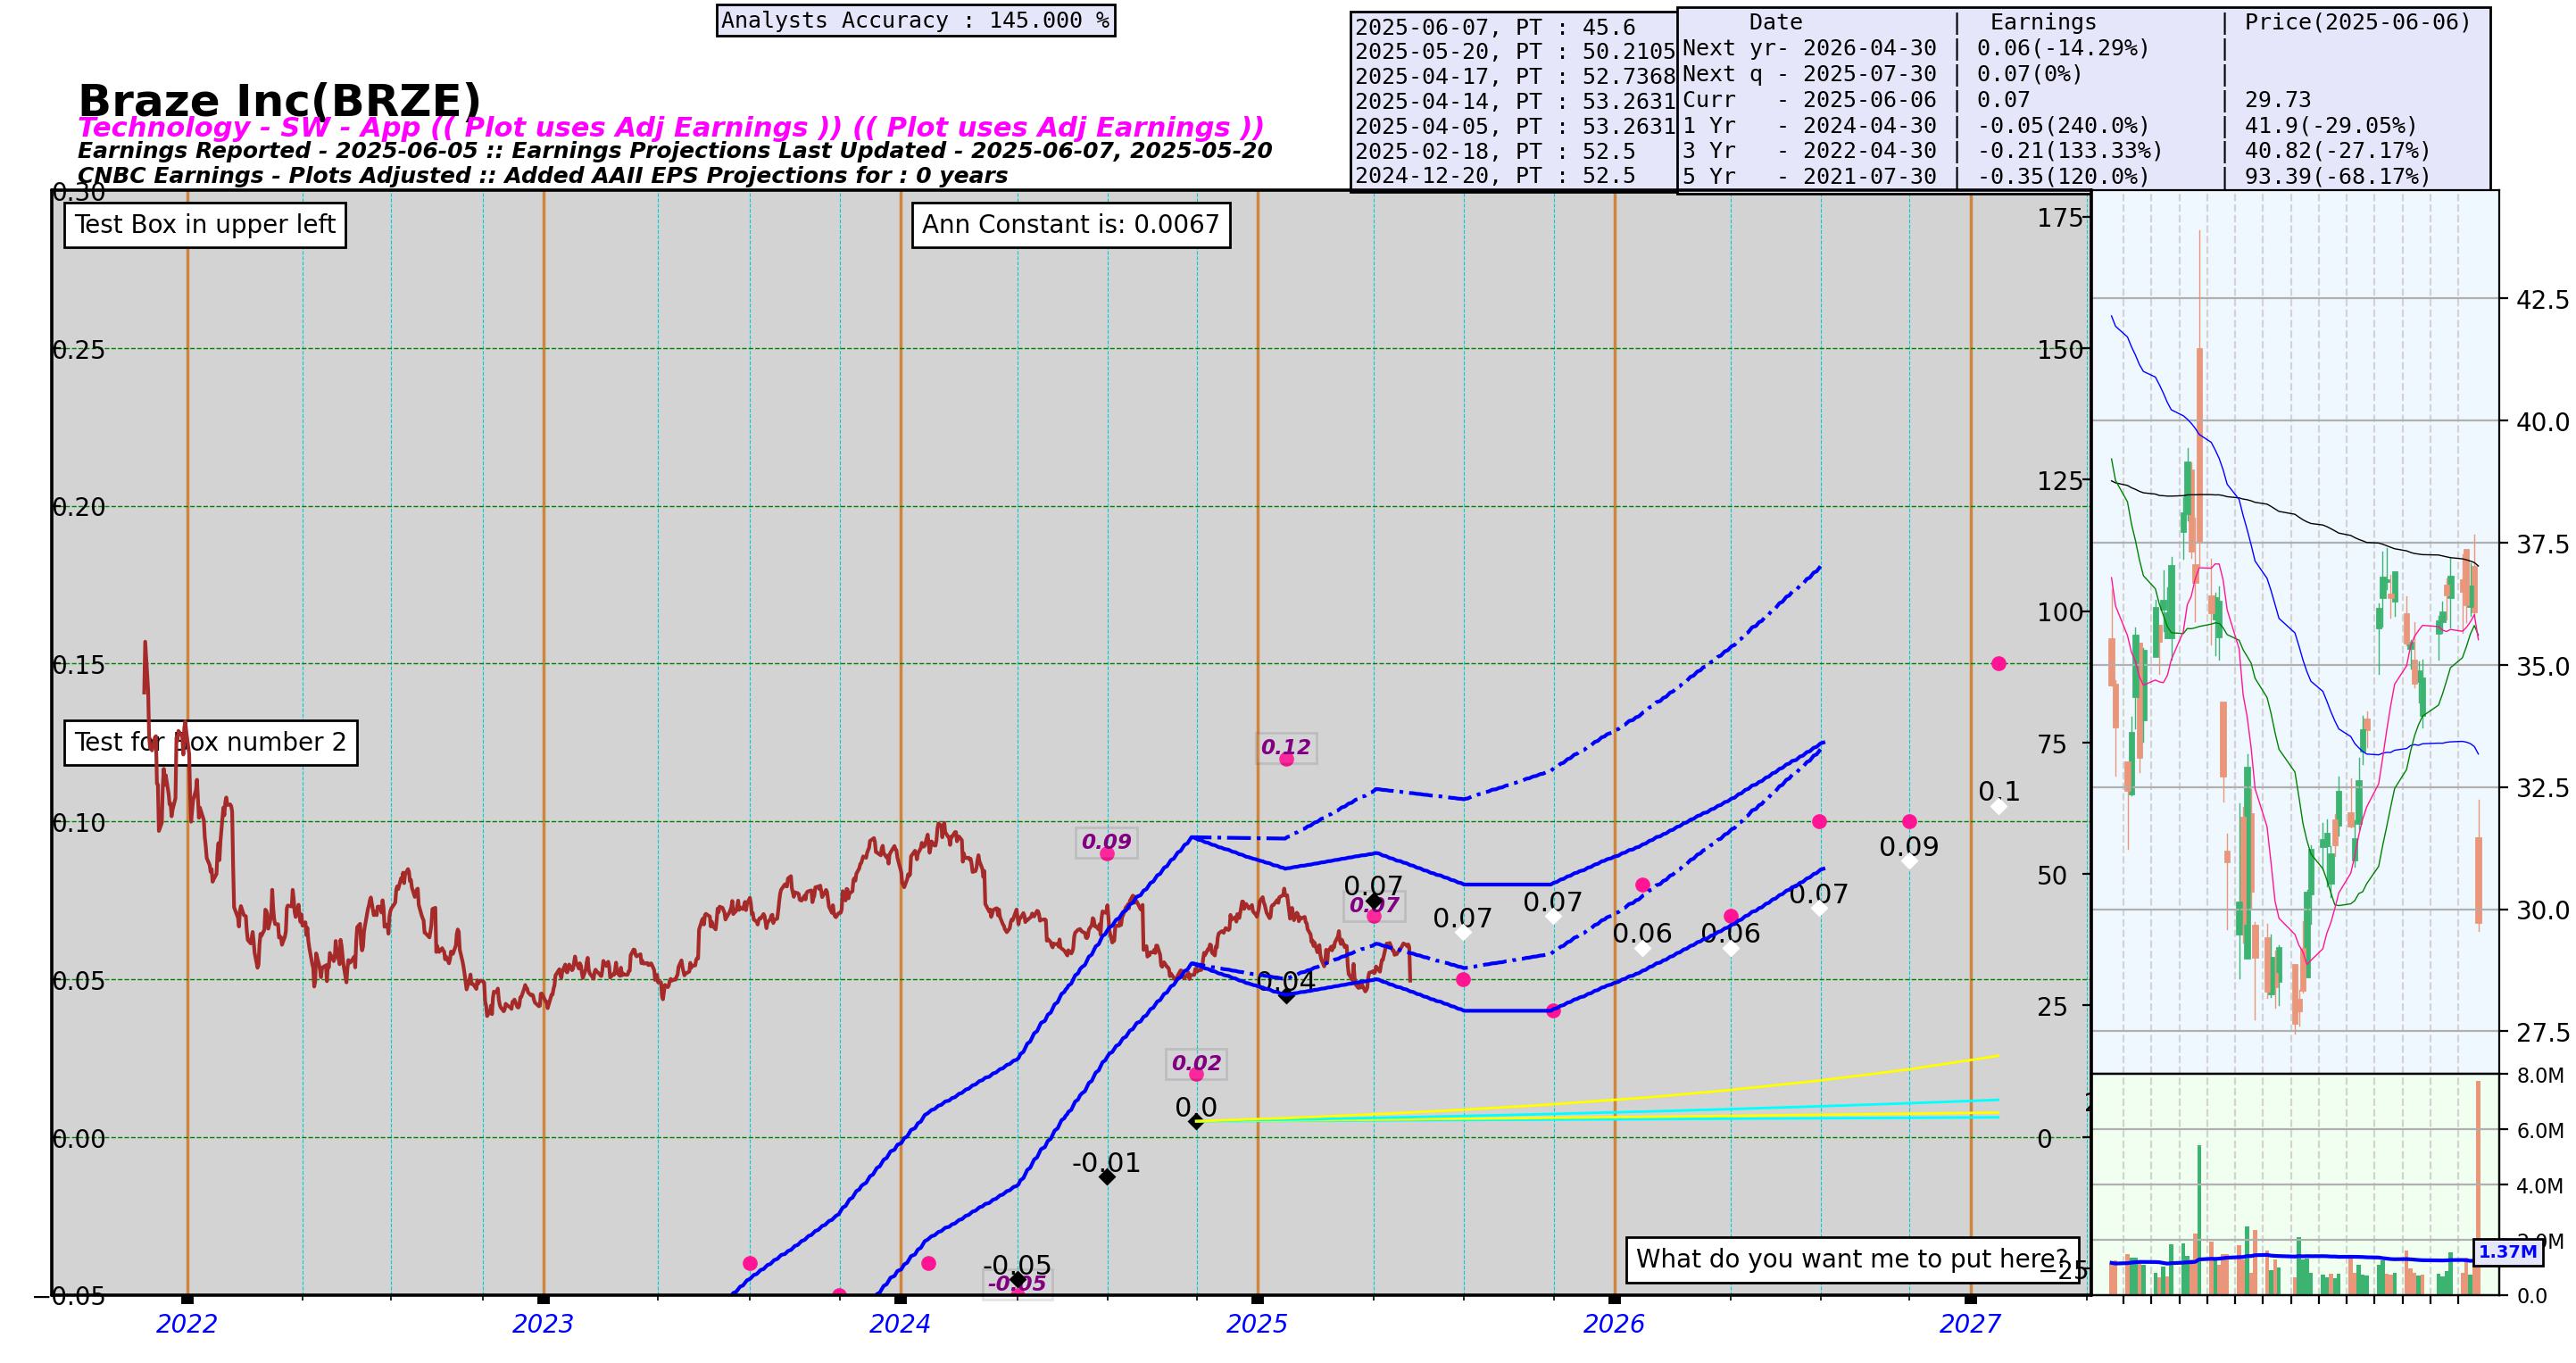 Analysts Accuracy : 145.000 %
2025-06-07, PT : 45.6
2025-05-20, PT : 50.2105
2025-04-17, PT : 52.7368
2025-04-14, PT : 53.2631
2025-04-05, PT : 53.2631
2025-02-18, PT : 52.5
2024-12-20, PT : 52.5
Date | Earnings | Price(2025-06-06)
Next yr- 2026-04-30 | 0.06(-14.29%) |
Next q - 2025-07-30 | 0.07(0%) |
Curr - 2025-06-06 | 0.07 | 29.73
1 Yr - 2024-04-30 | -0.05(240.0%) | 41.9(-29.05%)
3 Yr - 2022-04-30 | -0.21(133.33%) | 40.82(-27.17%)
5 Yr - 2021-07-30 | -0.35(120.0%) | 93.39(-68.17%)
Braze Inc(BRZE)
Technology - SW - App (( Plot uses Adj Earnings )) (( Plot uses Adj Earnings ))
Earnings Reported - 2025-06-05 :: Earnings Projections Last Updated - 2025-06-07, 2025-05-20
CNBC Earnings - Plots Adjusted :: Added AAII EPS Projections for : 0 years
Test Box in upper left
Ann Constant is: 0.0067
Test for Box number 2
What do you want me to put here?
0.30
0.25
0.20
0.15
0.10
0.05
0.00
−0.05
0.12
0.09
0.07
0.07
0.04
0.02
0.0
-0.01
-0.05
-0.05
0.07
0.07
0.06
0.06
0.07
0.09
0.1
175
150
125
100
75
50
25
0
−25
42.5
40.0
37.5
35.0
32.5
30.0
27.5
8.0M
6.0M
4.0M
1.37M
0.0
2022
2023
2024
2025
2026
2027